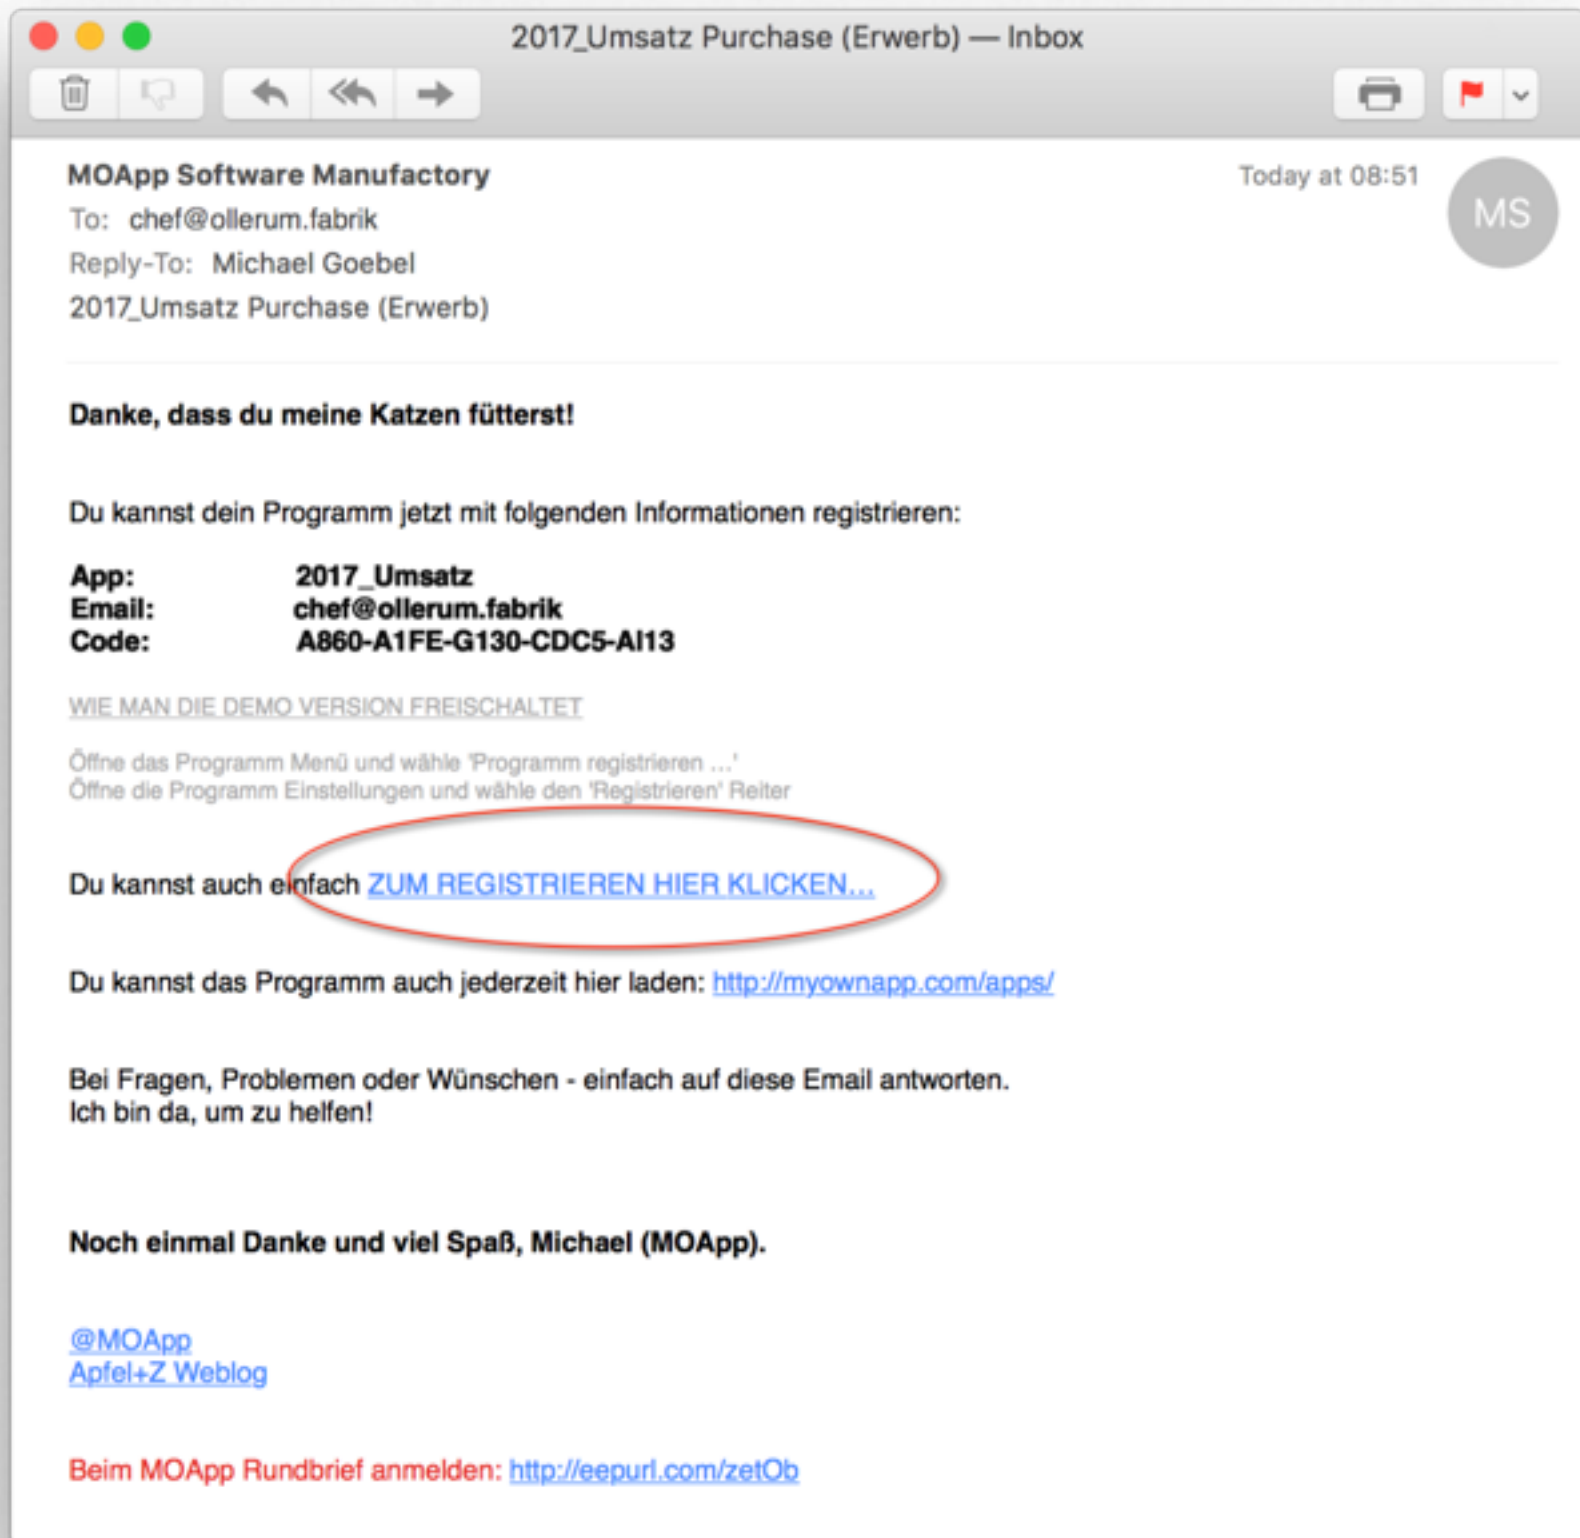 2017_Umsatz Purchase (Erwerb) — Inbox
MOApp Software Manufactory
Today at 08:51
MS
To: chef@ollerum.fabrik
Reply-To: Michael Goebel
2017_Umsatz Purchase (Erwerb)
Danke, dass du meine Katzen fütterst!
Du kannst dein Programm jetzt mit folgenden Informationen registrieren:
App: 2017_Umsatz
Email: chef@ollerum.fabrik
Code: A860-A1FE-G130-CDC5-AI13
WIE MAN DIE DEMO VERSION FREISCHALTET
Öffne das Programm Menü und wähle 'Programm registrieren ...'
Öffne die Programm Einstellungen und wähle den 'Registrieren' Reiter
Du kannst auch einfach ZUM REGISTRIEREN HIER KLICKEN...
Du kannst das Programm auch jederzeit hier laden: http://myownapp.com/apps/
Bei Fragen, Problemen oder Wünschen - einfach auf diese Email antworten.
Ich bin da, um zu helfen!
Noch einmal Danke und viel Spaß, Michael (MOApp).
@MOApp
Apfel+Z Weblog
Beim MOApp Rundbrief anmelden: http://eepurl.com/zetOb